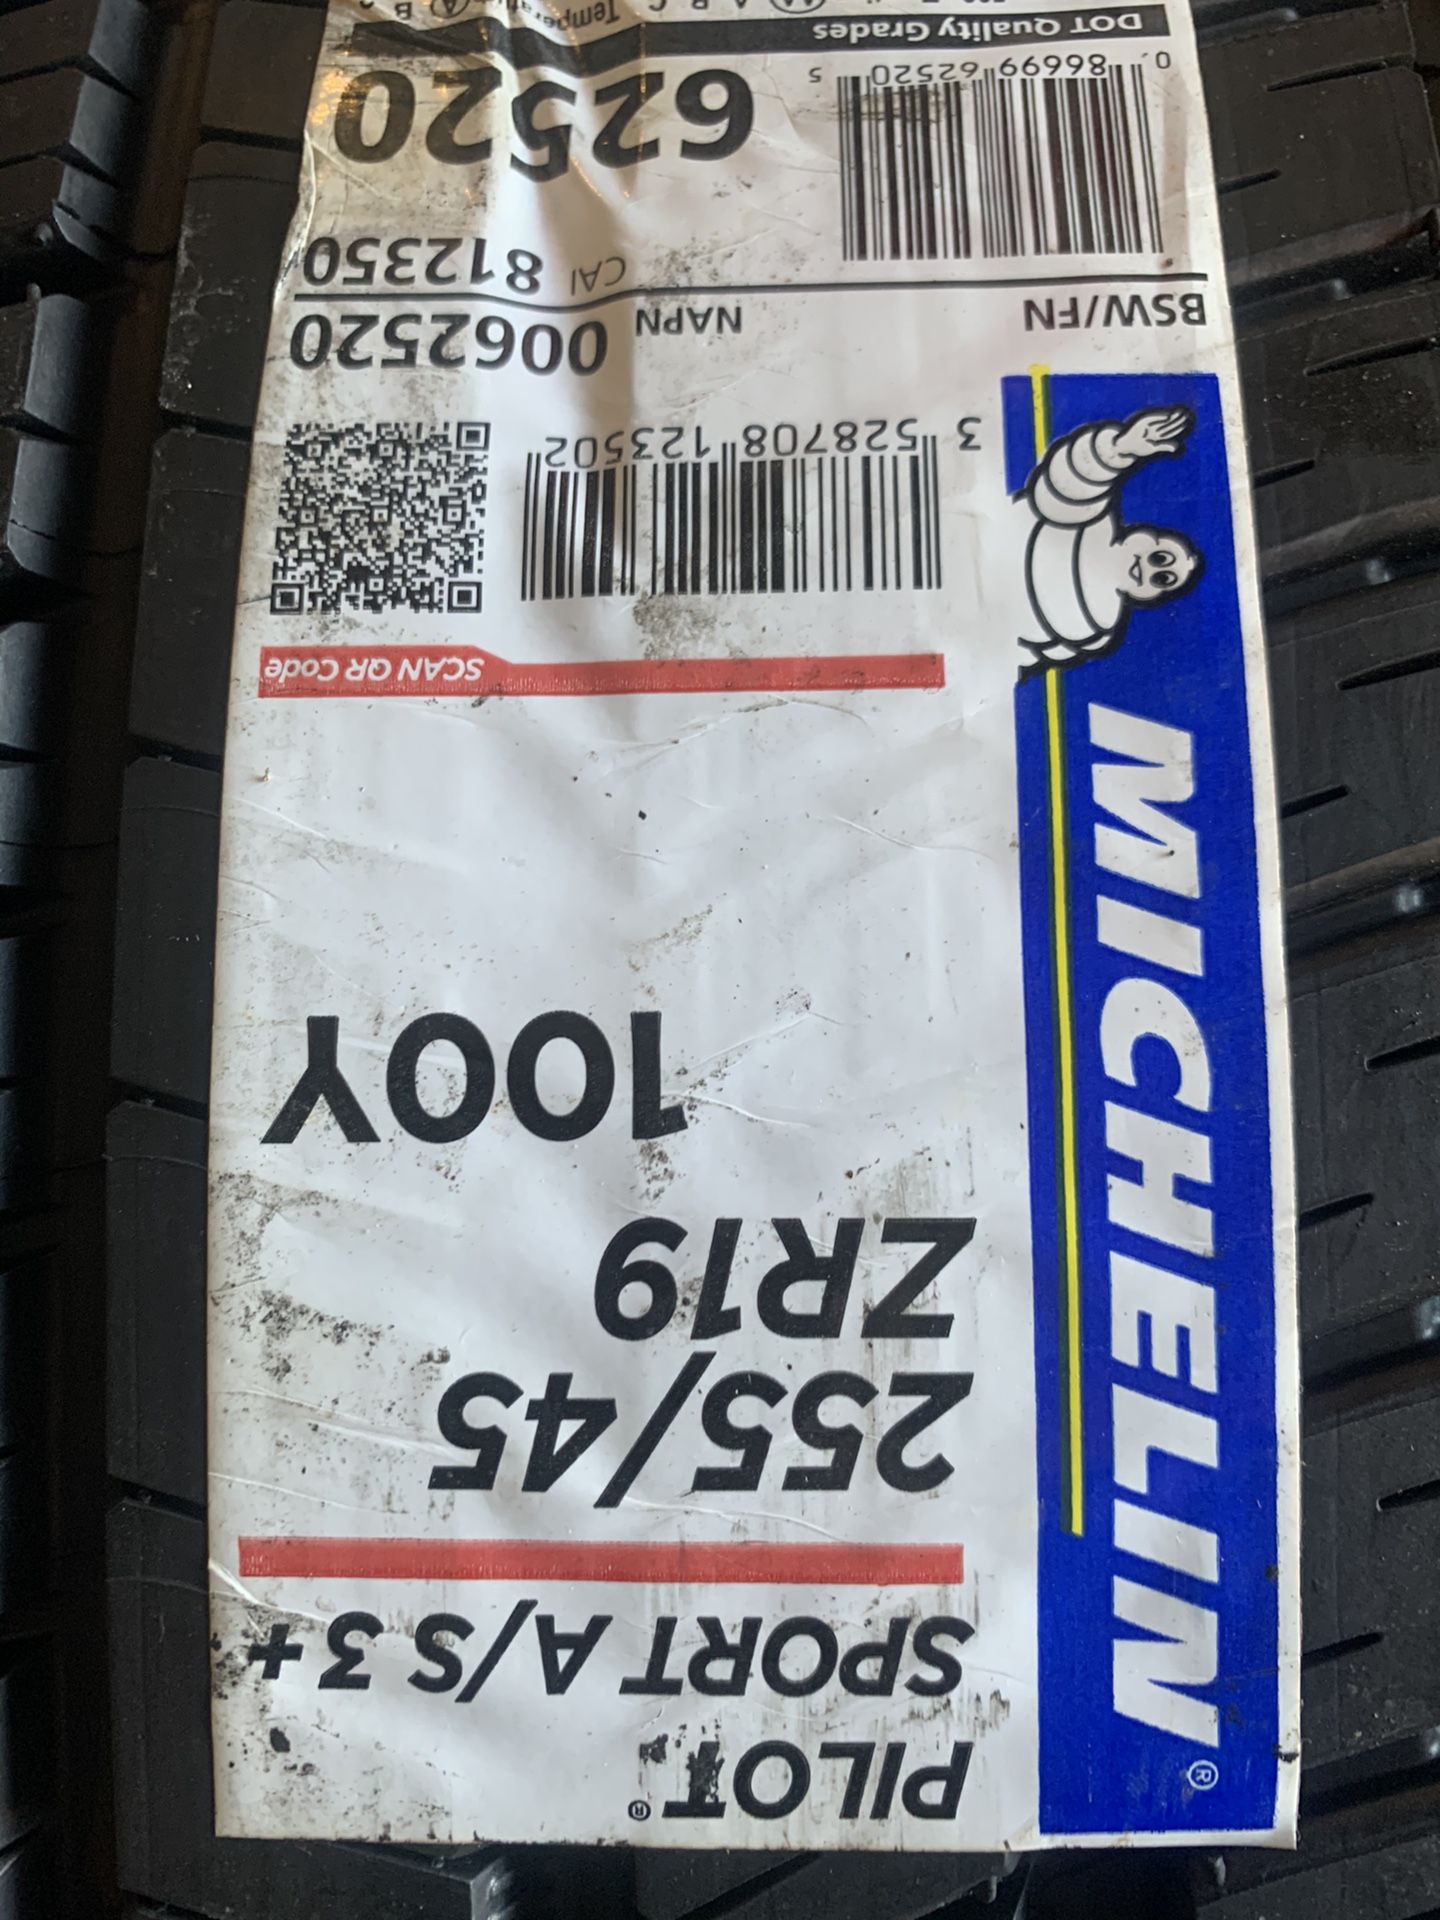 MICHELIN®
PILOT®
SPORT A/S 3+
255/45
ZR19
100Y
SCAN QR Code
3 528708 123502
BSW/FN NAPN 0062520
CAI 812350
0 86699 62520 5
62520
DOT Quality Grades
AA A B C A B C